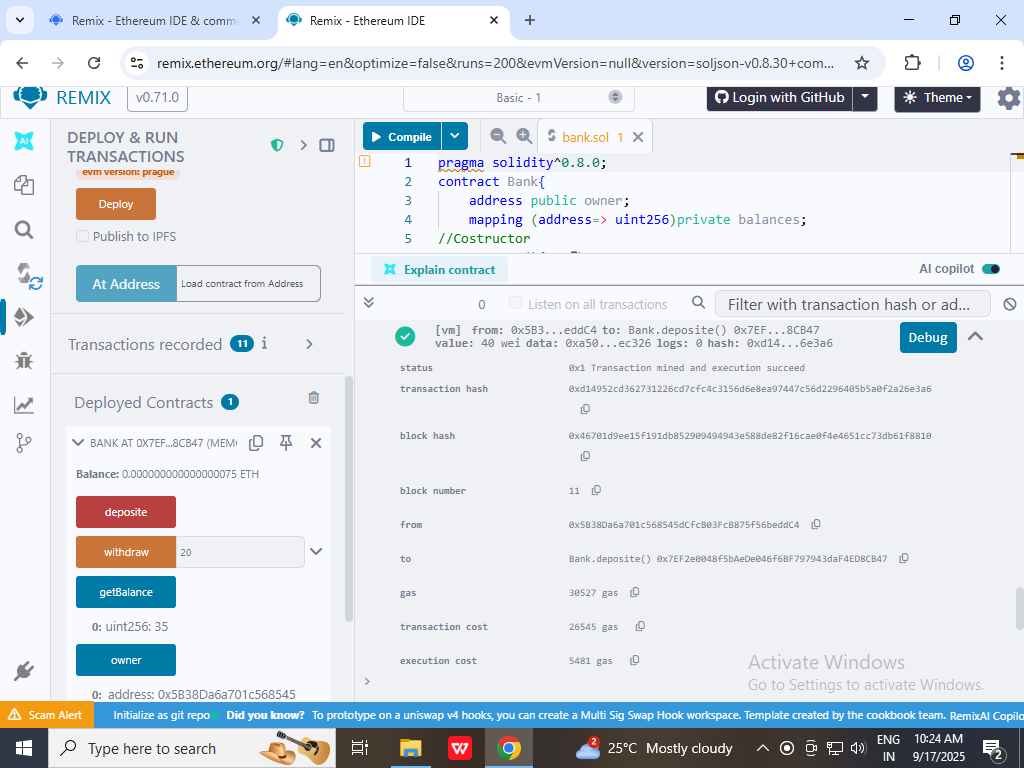 Remix - Ethereum IDE & comm
Remix - Ethereum IDE
remix.ethereum.org/#lang=en&optimize=false&runs=200&evmVersion=null&version=soljson-v0.8.30+com...
REMIX
v0.71.0
Basic - 1
Login with GitHub
Theme
DEPLOY & RUN
TRANSACTIONS
evm version: prague
Deploy
Publish to IPFS
At Address
Load contract from Address
Transactions recorded 11 i
Deployed Contracts 1
BANK AT 0X7EF...8CB47 (MEM
Balance: 0.000000000000000075 ETH
deposite
withdraw
20
getBalance
0: uint256: 35
owner
0: address: 0x5B38Da6a701c568545
Compile
bank.sol 1
1 pragma solidity^0.8.0;
2 contract Bank{
3 address public owner;
4 mapping (address=> uint256)private balances;
5 //Costructor
Explain contract
AI copilot
0
Listen on all transactions
Filter with transaction hash or ad...
[vm] from: 0x5B3...eddC4 to: Bank.deposite() 0x7EF...8CB47
value: 40 wei data: 0xa50...ec326 logs: 0 hash: 0xd14...6e3a6
Debug
status 0x1 Transaction mined and execution succeed
transaction hash 0xd14952cd362731226cd7cfc4c3156d6e8ea97447c56d2296405b5a0f2a26e3a6
block hash 0x46701d9ee15f191db852909494943e588de82f16cae0f4e4651cc73db61f8810
block number 11
from 0x5B38Da6a701c568545dCfcB03FcB875f56beddC4
to Bank.deposite() 0x7EF2e0048f5bAeDe046f6BF797943daF4ED8CB47
gas 30527 gas
transaction cost 26545 gas
execution cost 5481 gas
>
Activate Windows
Go to Settings to activate Windows.
Scam Alert
Initialize as git repo
Did you know? To prototype on a uniswap v4 hooks, you can create a Multi Sig Swap Hook workspace. Template created by the cookbook team.
RemixAI Copilo
Type here to search
2
25°C Mostly cloudy
ENG
IN
10:24 AM
9/17/2025
2